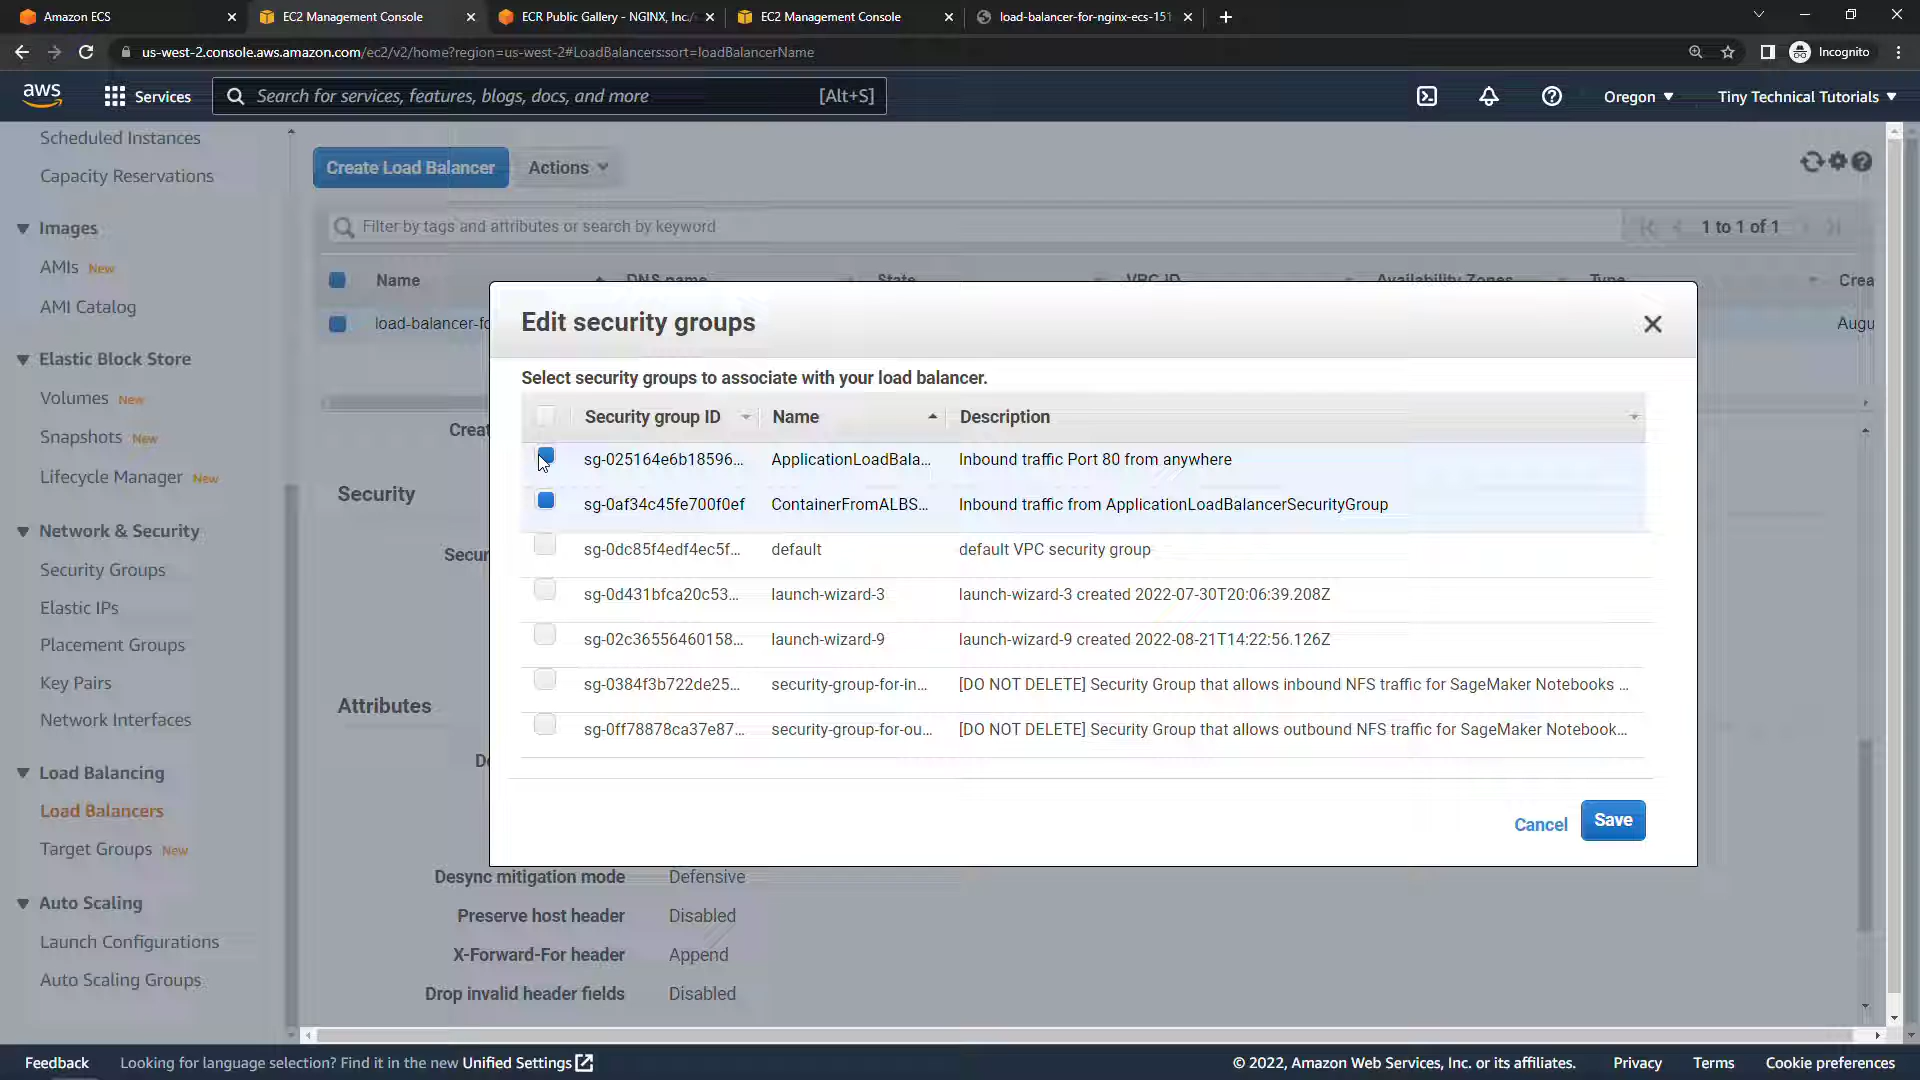 Amazon ECS
EC2 Management Console
ECR Public Gallery - NGINX, Inc./
EC2 Management Console
load-balancer-for-nginx-ecs-151
us-west-2.console.aws.amazon.com/ec2/v2/home?region=us-west-2#LoadBalancers:sort=loadBalancerName
Incognito
aws
Services
Search for services, features, blogs, docs, and more
[Alt+S]
Oregon
Tiny Technical Tutorials
Scheduled Instances
Capacity Reservations
Images
AMIs New
AMI Catalog
Elastic Block Store
Volumes New
Snapshots New
Lifecycle Manager New
Network & Security
Security Groups
Elastic IPs
Placement Groups
Key Pairs
Network Interfaces
Load Balancing
Load Balancers
Target Groups New
Auto Scaling
Launch Configurations
Auto Scaling Groups
Create Load Balancer
Actions
Filter by tags and attributes or search by keyword
1 to 1 of 1
Name DNS name State VPC ID Availability Zones Type Crea
load-balancer-fo Augu
Creat
Security
Secur
Attributes
De
Edit security groups
Select security groups to associate with your load balancer.
Security group ID Name Description
sg-025164e6b18596... ApplicationLoadBala... Inbound traffic Port 80 from anywhere
sg-0af34c45fe700f0ef ContainerFromALBS... Inbound traffic from ApplicationLoadBalancerSecurityGroup
sg-0dc85f4edf4ec5f... default default VPC security group
sg-0d431bfca20c53... launch-wizard-3 launch-wizard-3 created 2022-07-30T20:06:39.208Z
sg-02c36556460158... launch-wizard-9 launch-wizard-9 created 2022-08-21T14:22:56.126Z
sg-0384f3b722de25... security-group-for-in... [DO NOT DELETE] Security Group that allows inbound NFS traffic for SageMaker Notebooks ...
sg-0ff78878ca37e87... security-group-for-ou... [DO NOT DELETE] Security Group that allows outbound NFS traffic for SageMaker Notebook...
Cancel
Save
Desync mitigation mode Defensive
Preserve host header Disabled
X-Forward-For header Append
Drop invalid header fields Disabled
Feedback
Looking for language selection? Find it in the new Unified Settings
© 2022, Amazon Web Services, Inc. or its affiliates.
Privacy
Terms
Cookie preferences